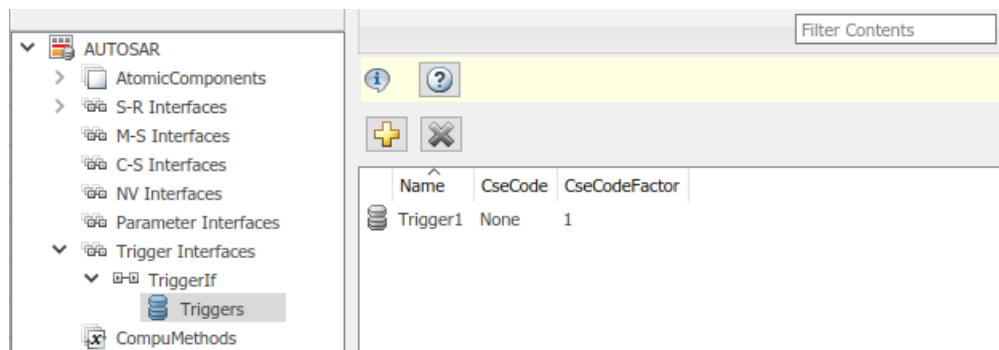 Filter Contents
AUTOSAR
AtomicComponents
S-R Interfaces
M-S Interfaces
C-S Interfaces
NV Interfaces
Parameter Interfaces
Trigger Interfaces
TriggerIf
Triggers
CompuMethods
Name CseCode CseCodeFactor
Trigger1 None 1